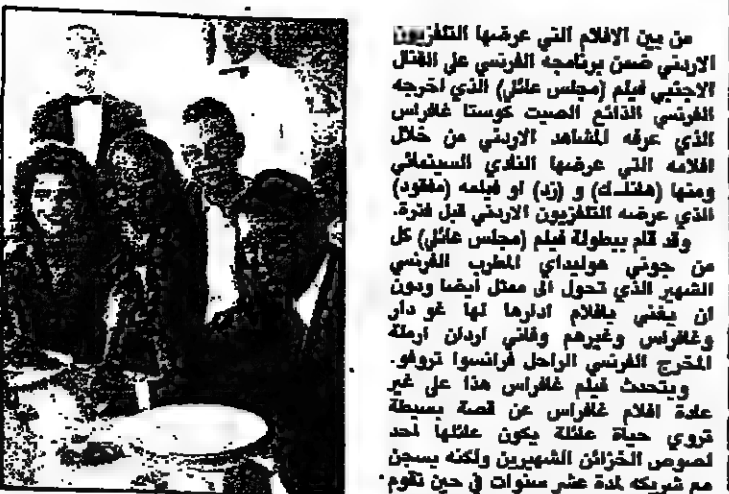 من بين الافلام التي عرضها التلفزيون
الاردني ضمن برنامجه الفرنسي على القنال
الاجنبي فيلم (مجلس عائلي) الذي اخرجه
الفرنسي الذائع الصيت كوستا غافراس
الذي عرفه المشاهد الاردني من خلال
افلامه التي عرضها النادي السينمائي
ومنها (هنتلك) و (زد) او فيلمه (مفقود)
الذي عرضه التلفزيون الاردني قبل فترة.
وقد قام ببطولة فيلم (مجلس عائلي) كل
من جوني هوليداي المطرب الفرنسي
الشهير الذي تحول الى ممثل ايضا ودون
ان يغني بافلام ادارها لها غو دار
وغافراس وغيرهم وفاني اردان ارملة
المخرج الفرنسي الراحل فرانسوا تروفو.
ويتحدث فيلم غافراس هذا على غير
عادة افلام غافراس عن قصة بسيطة
تروي حياة عائلة يكون عائلها احد
لصوص الخزائن الشهيرين ولكنه يسجن
مع شريكه لمدة عشر سنوات في حين تقوم